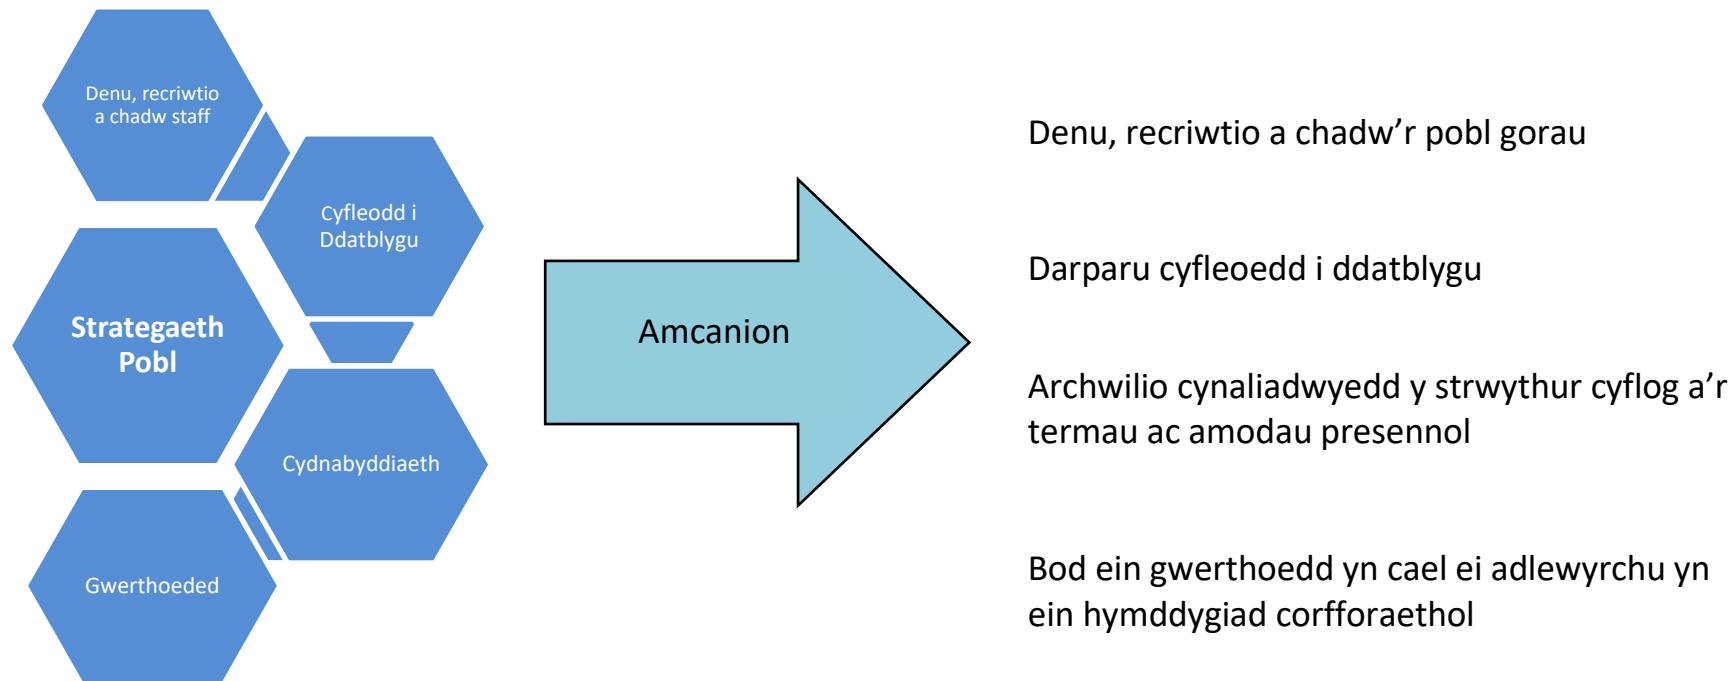 Denu, recriwtio
a chadw staff
Cyfleodd i
Ddatblygu
Strategaeth
Pobl
Cydnabyddiaeth
Gwerthoeded
Amcanion
Denu, recriwtio a chadw’r pobl gorau
Darparu cyfleoedd i ddatblygu
Archwilio cynaliadwyedd y strwythur cyflog a’r
termau ac amodau presennol
Bod ein gwerthoedd yn cael ei adlewyrchu yn
ein hymddygiad corfforaethol